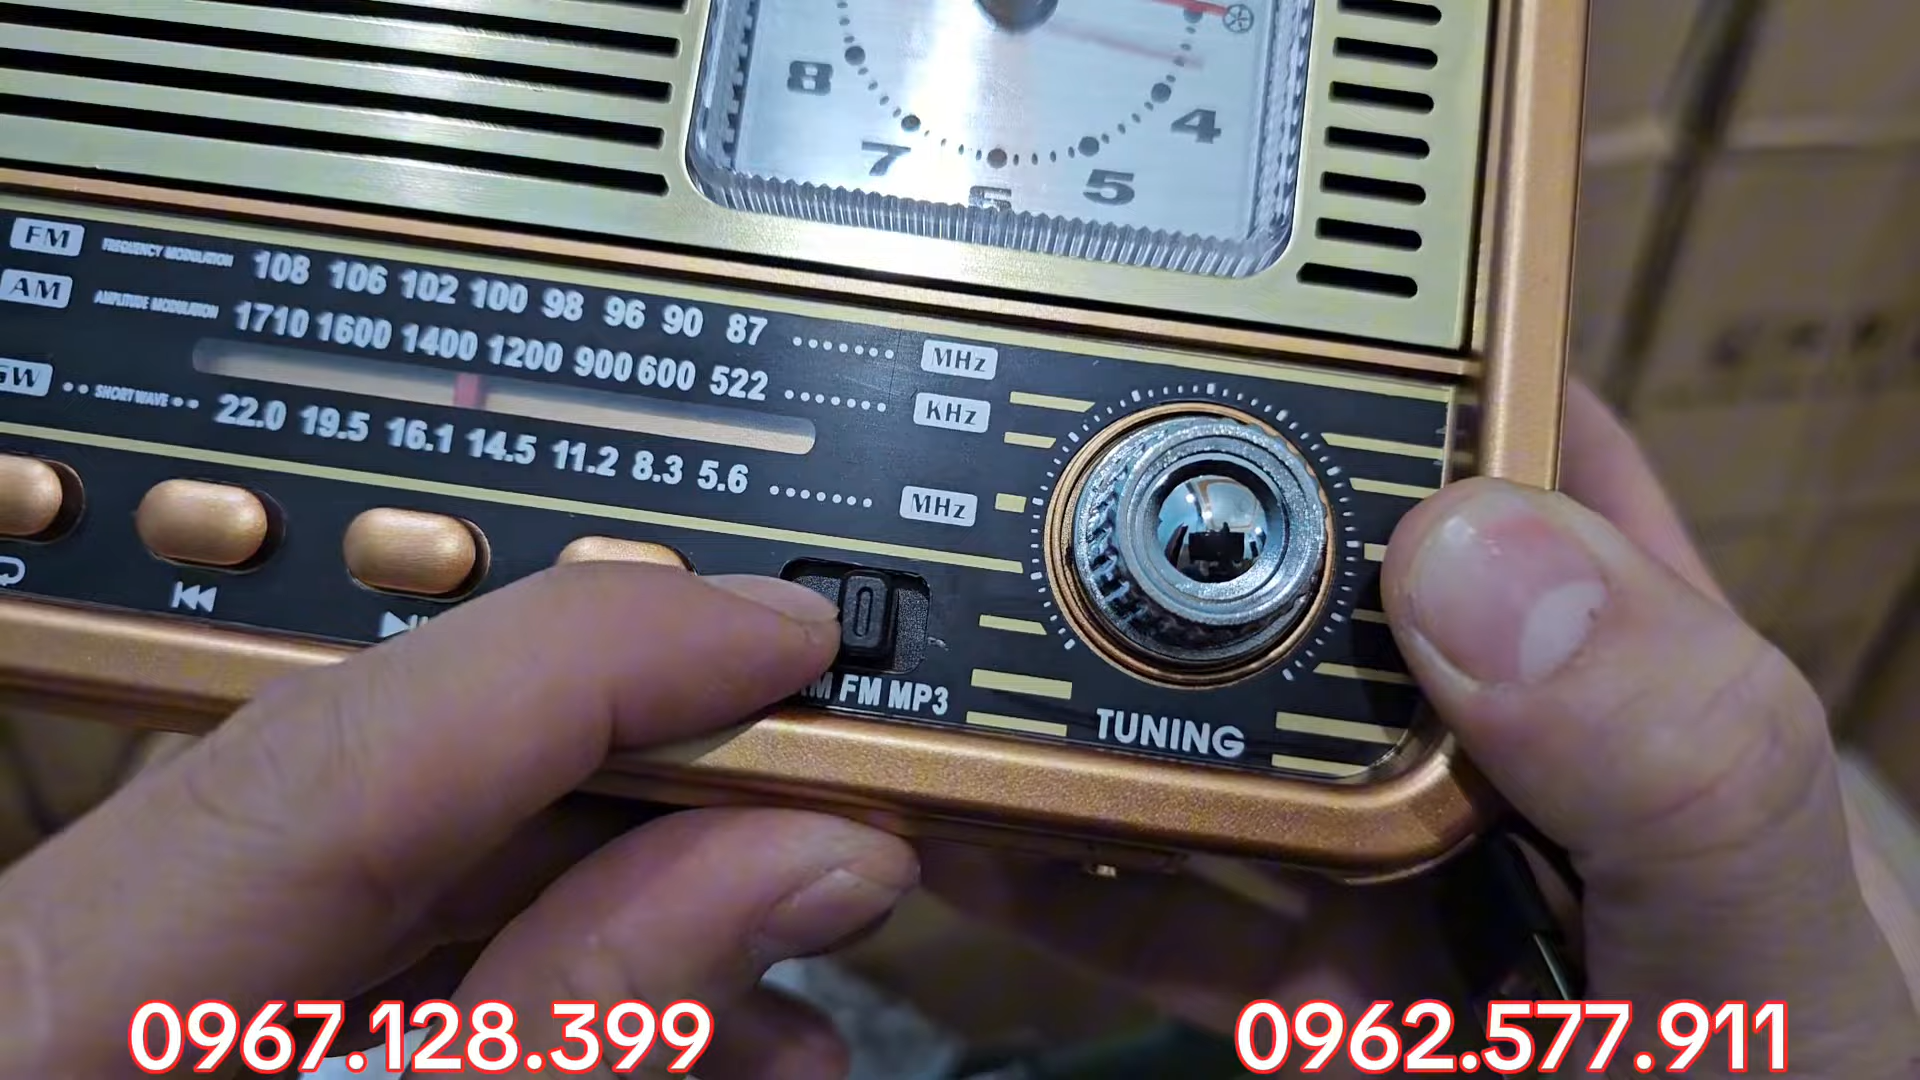 8 4
7 5
6
FM FREQUENCY MODULATION 108 106 102 100 98 96 90 87 ....... MHz
AM AMPLITUDE MODULATION 1710 1600 1400 1200 900 600 522 ....... KHz
SW •• SHORT WAVE •• 22.0 19.5 16.1 14.5 11.2 8.3 5.6 ....... MHz
FM MP3
TUNING
0967.128.399 0962.577.911